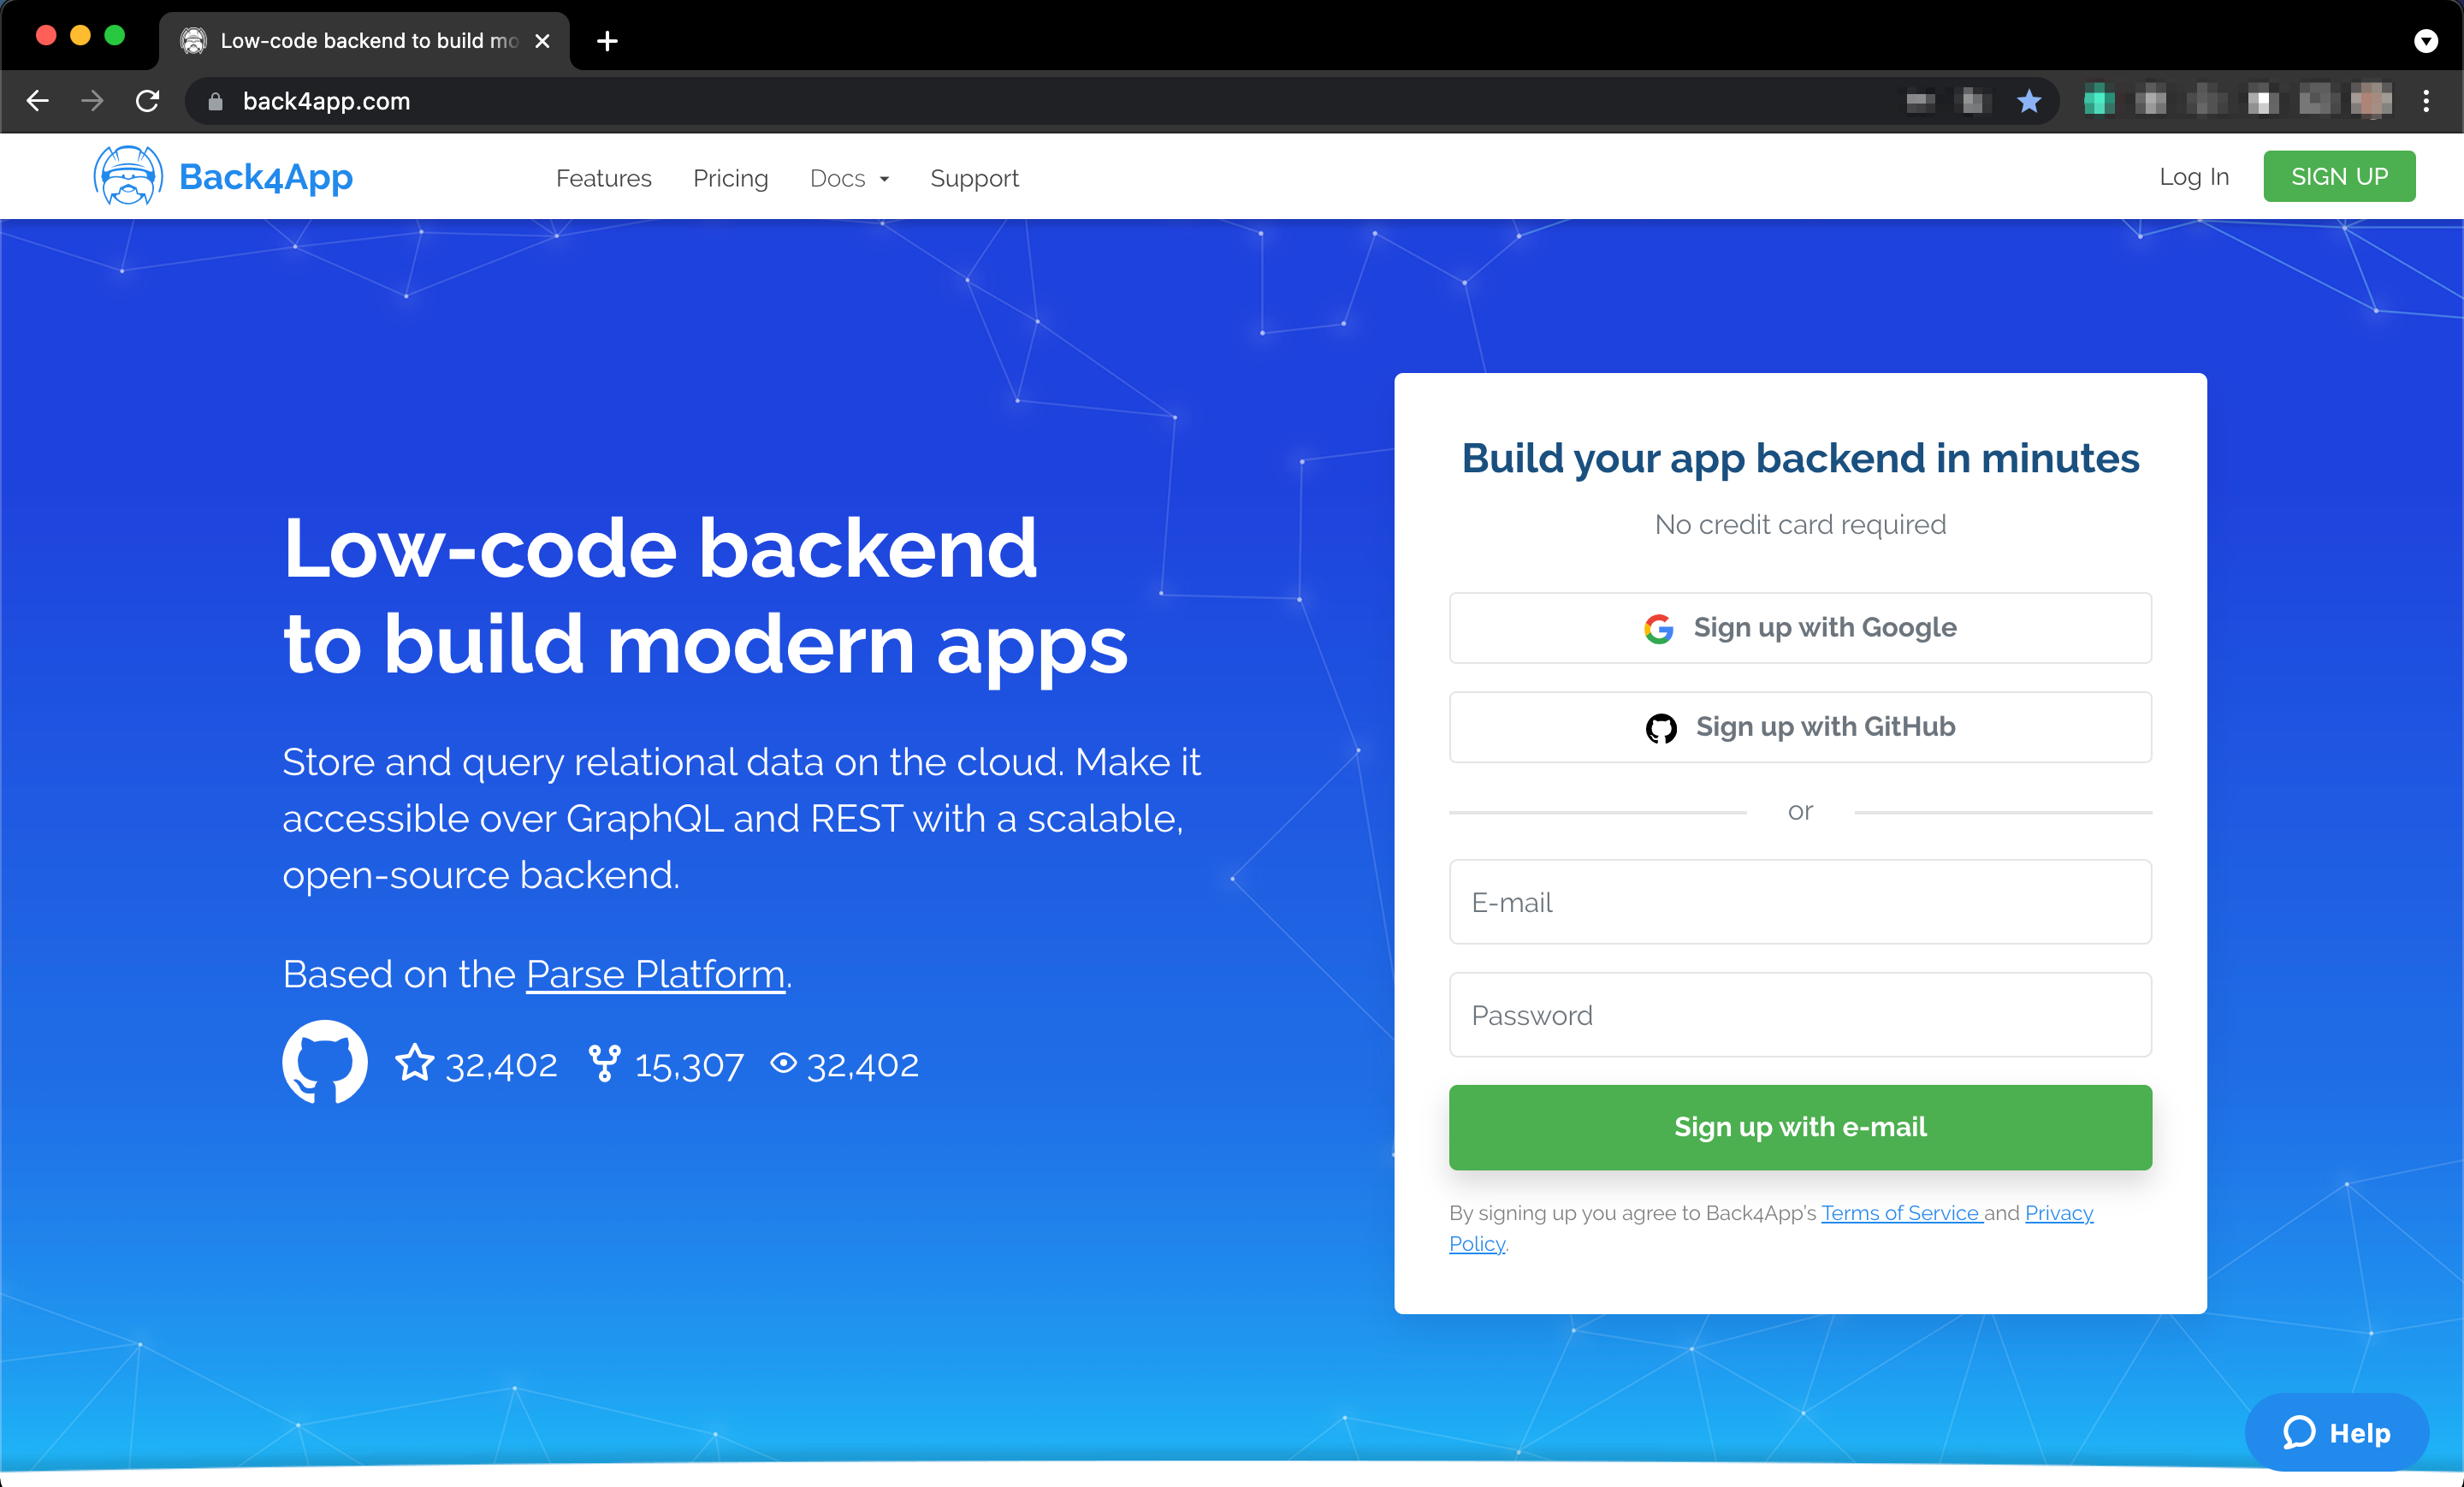 Low-code backend to build mo
back4app.com
Back4App
Features Pricing Docs Support
Log In SIGN UP
Low-code backend
to build modern apps
Store and query relational data on the cloud. Make it
accessible over GraphQL and REST with a scalable,
open-source backend.
Based on the Parse Platform.
32,402 15,307 32,402
Build your app backend in minutes
No credit card required
Sign up with Google
Sign up with GitHub
or
E-mail
Password
Sign up with e-mail
By signing up you agree to Back4App's Terms of Service and Privacy
Policy.
Help